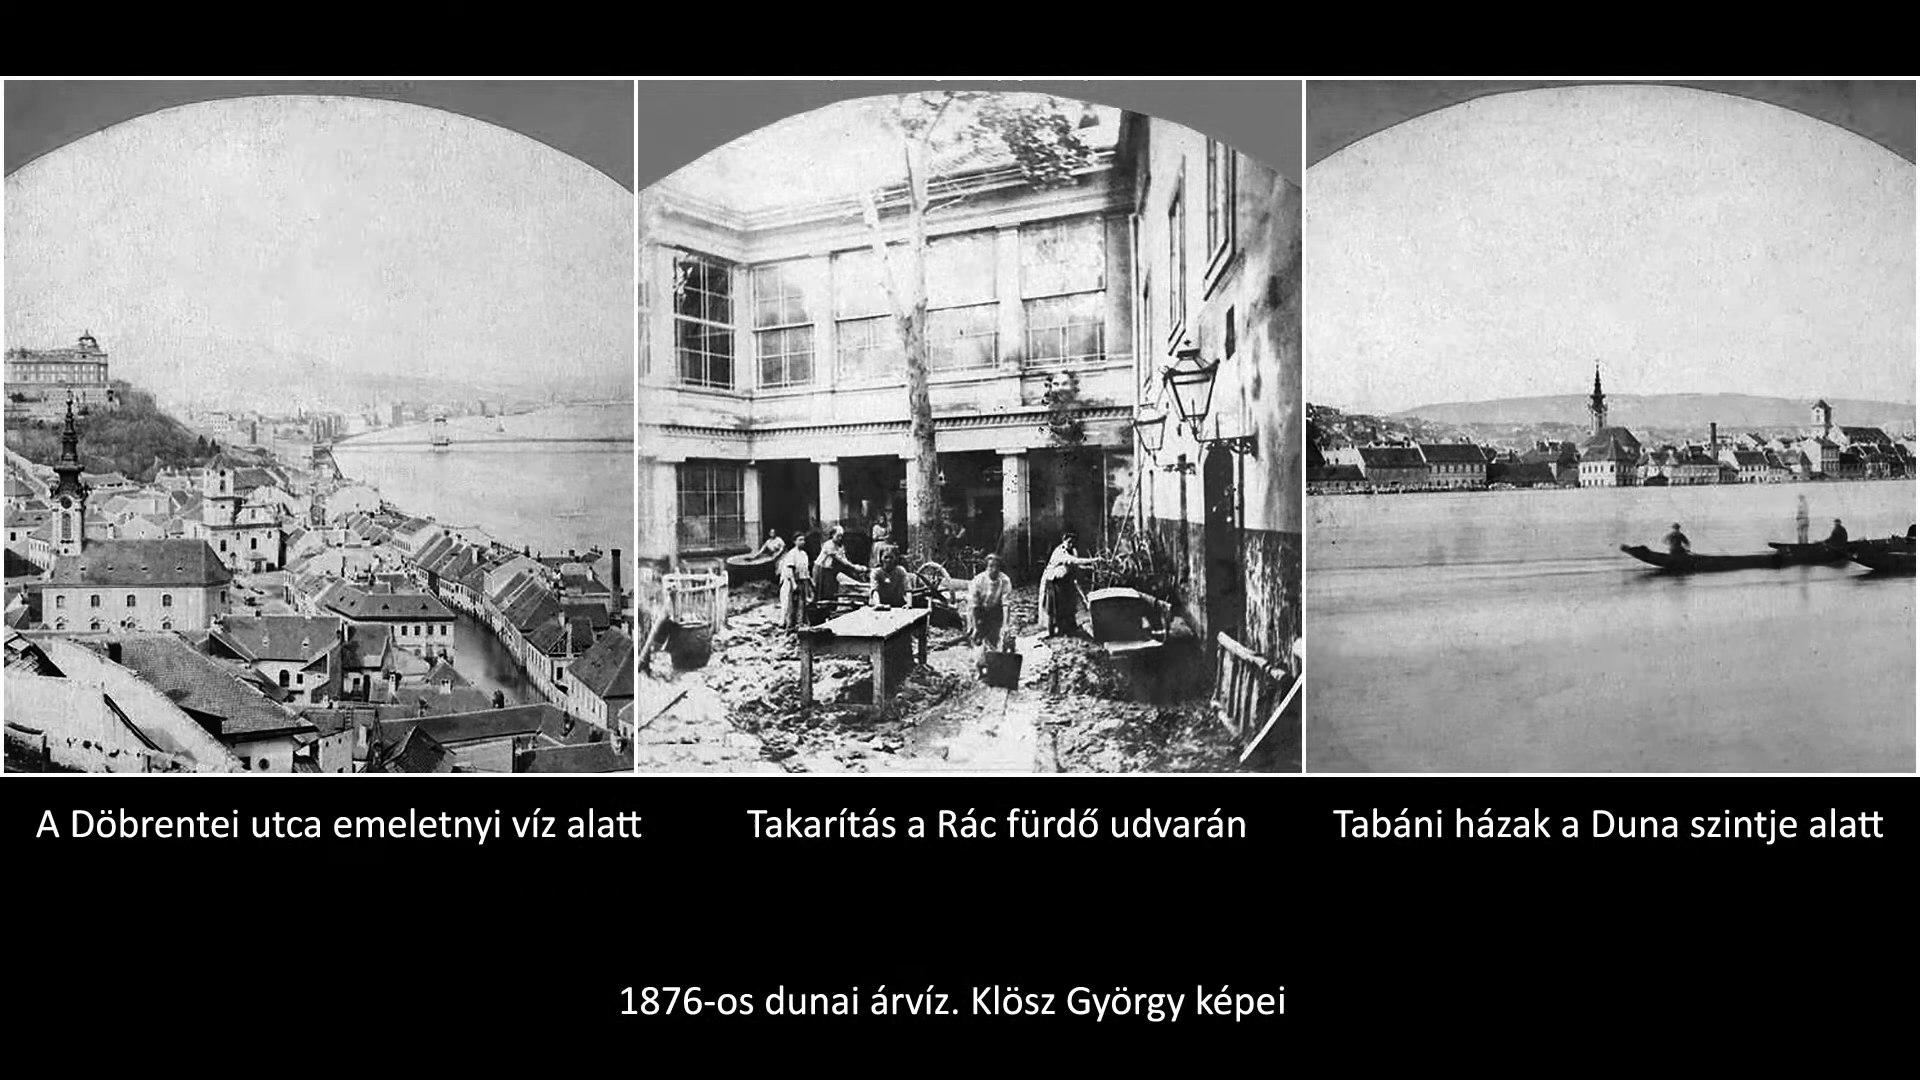 A Döbrentei utca emeletnyi víz alatt
Takarítás a Rác fürdő udvarán
Tabáni házak a Duna szintje alatt
1876-os dunai árvíz. Klösz György képei